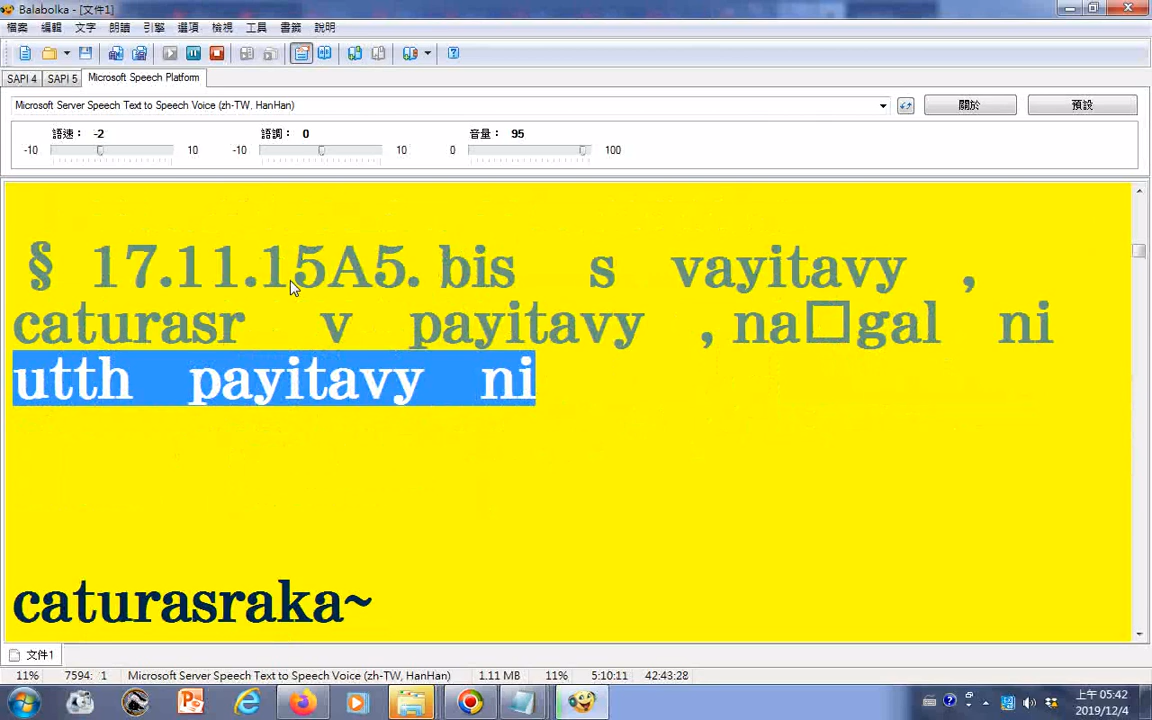 Balabolka - [文件1]
檔案 編輯 文字 朗讀 引擎 選項 檢視 工具 書籤 說明
SAPI 4 SAPI 5 Microsoft Speech Platform
Microsoft Server Speech Text to Speech Voice (zh-TW, HanHan) 關於 預設
語速： -2 語調： 0 音量： 95
-10 10 -10 10 0 100
§ 17.11.15A5. bis s vayitavy ,
caturasr v payitavy , na□gal ni
utth payitavy ni
caturasraka~
文件1
11% 7594: 1 Microsoft Server Speech Text to Speech Voice (zh-TW, HanHan) 1.11 MB 11% 5:10:11 42:43:28
上午 05:42
2019/12/4